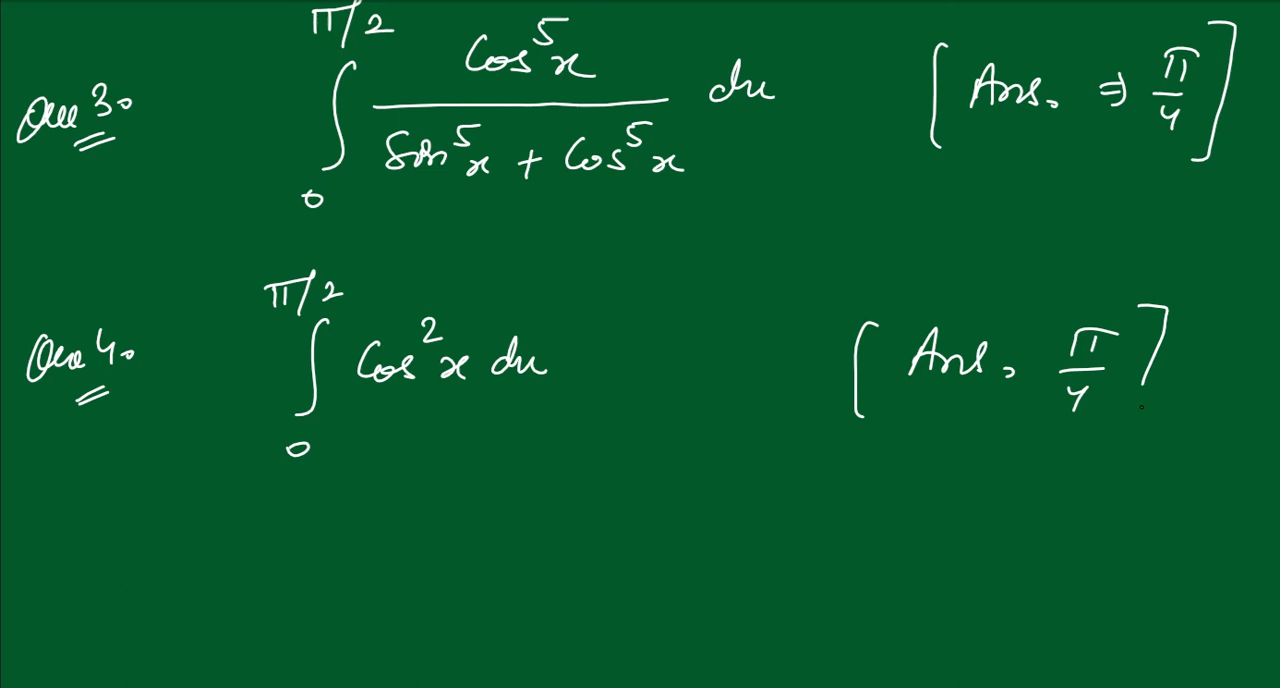 Que 3. ∫₀^{π/2} cos⁵x / (sin⁵x + cos⁵x) dx [Ans. ⇒ π/4]
Que 4. ∫₀^{π/2} cos²x dx [Ans. π/4]